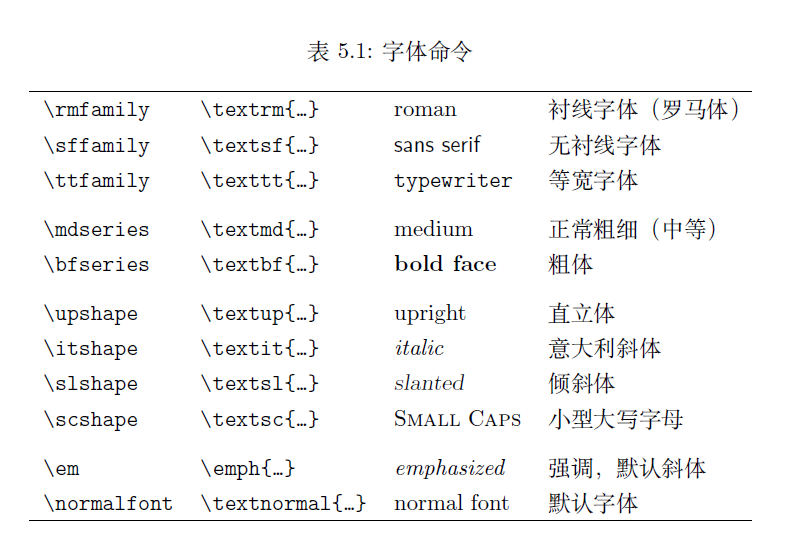 表 5.1: 字体命令
\rmfamily \textrm{…} roman 衬线字体（罗马体）
\sffamily \textsf{…} sans serif 无衬线字体
\ttfamily \texttt{…} typewriter 等宽字体
\mdseries \textmd{…} medium 正常粗细（中等）
\bfseries \textbf{…} bold face 粗体
\upshape \textup{…} upright 直立体
\itshape \textit{…} italic 意大利斜体
\slshape \textsl{…} slanted 倾斜体
\scshape \textsc{…} Small Caps 小型大写字母
\em \emph{…} emphasized 强调，默认斜体
\normalfont \textnormal{…} normal font 默认字体